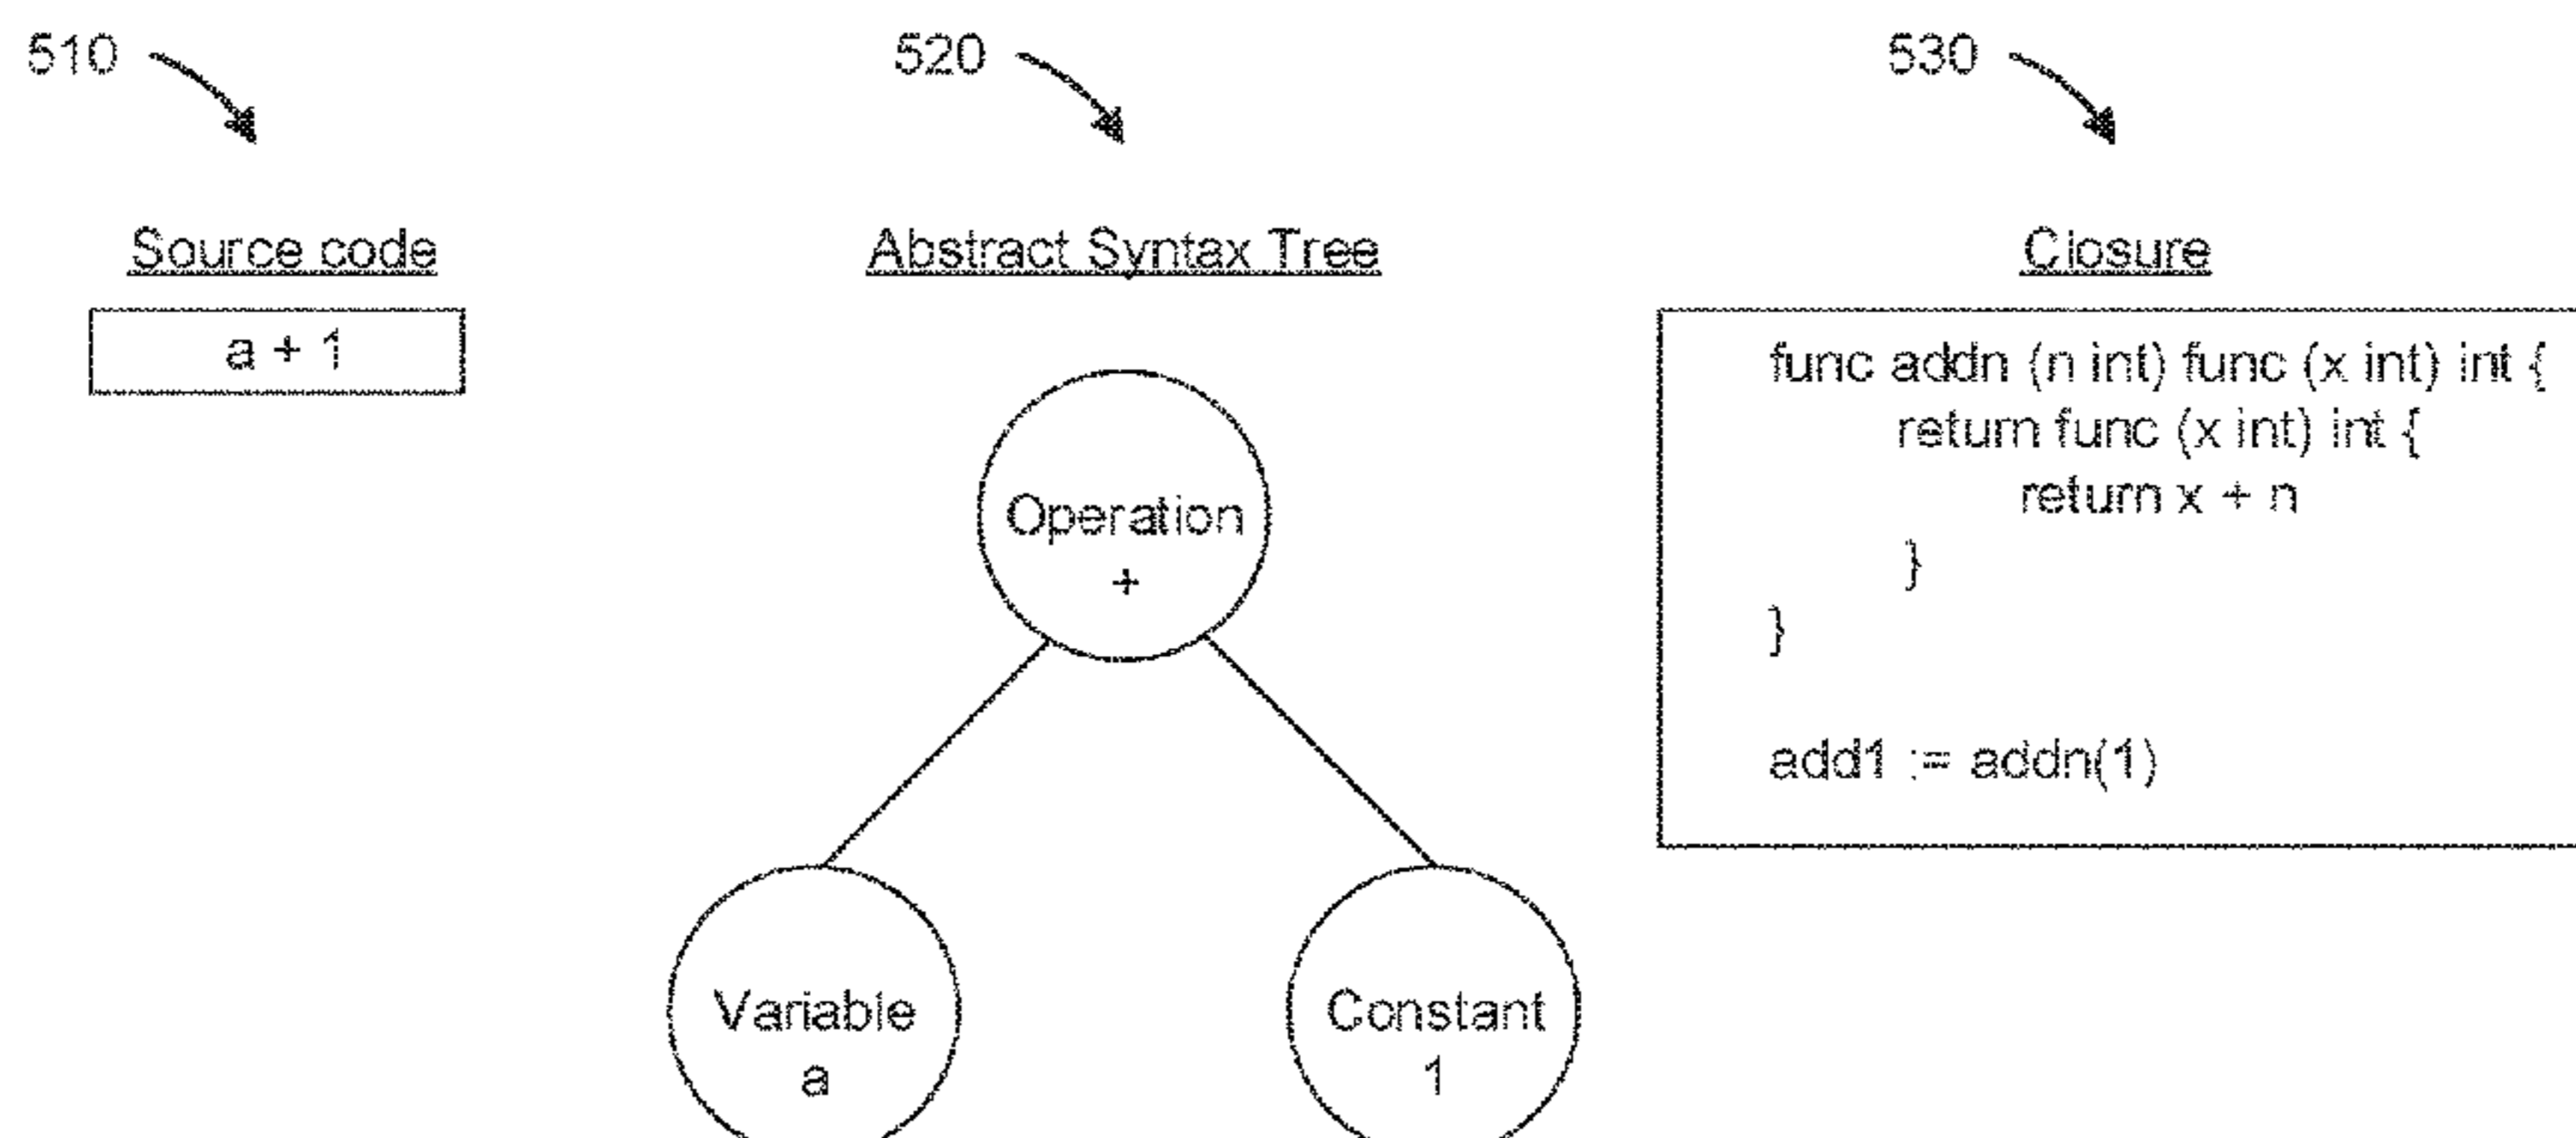 510
520
530
Source code
Abstract Syntax Tree
Closure
a + 1
func addn (n int) func (x int) int {
return func (x int) int {
return x + n
}
}
add1 := addn(1)
Operation
+
Variable
a
Constant
1